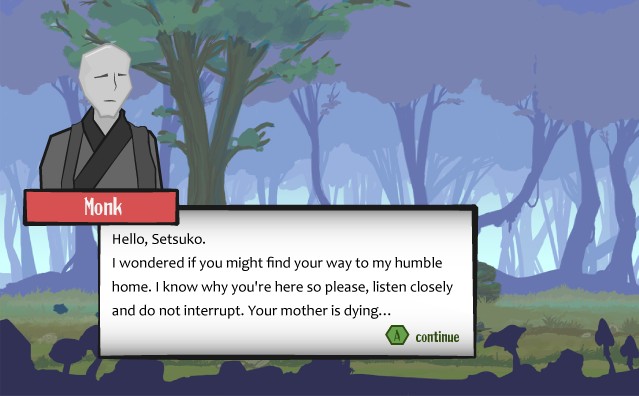 Monk
Hello, Setsuko.
I wondered if you might find your way to my humble
home. I know why you're here so please, listen closely
and do not interrupt. Your mother is dying...
A continue